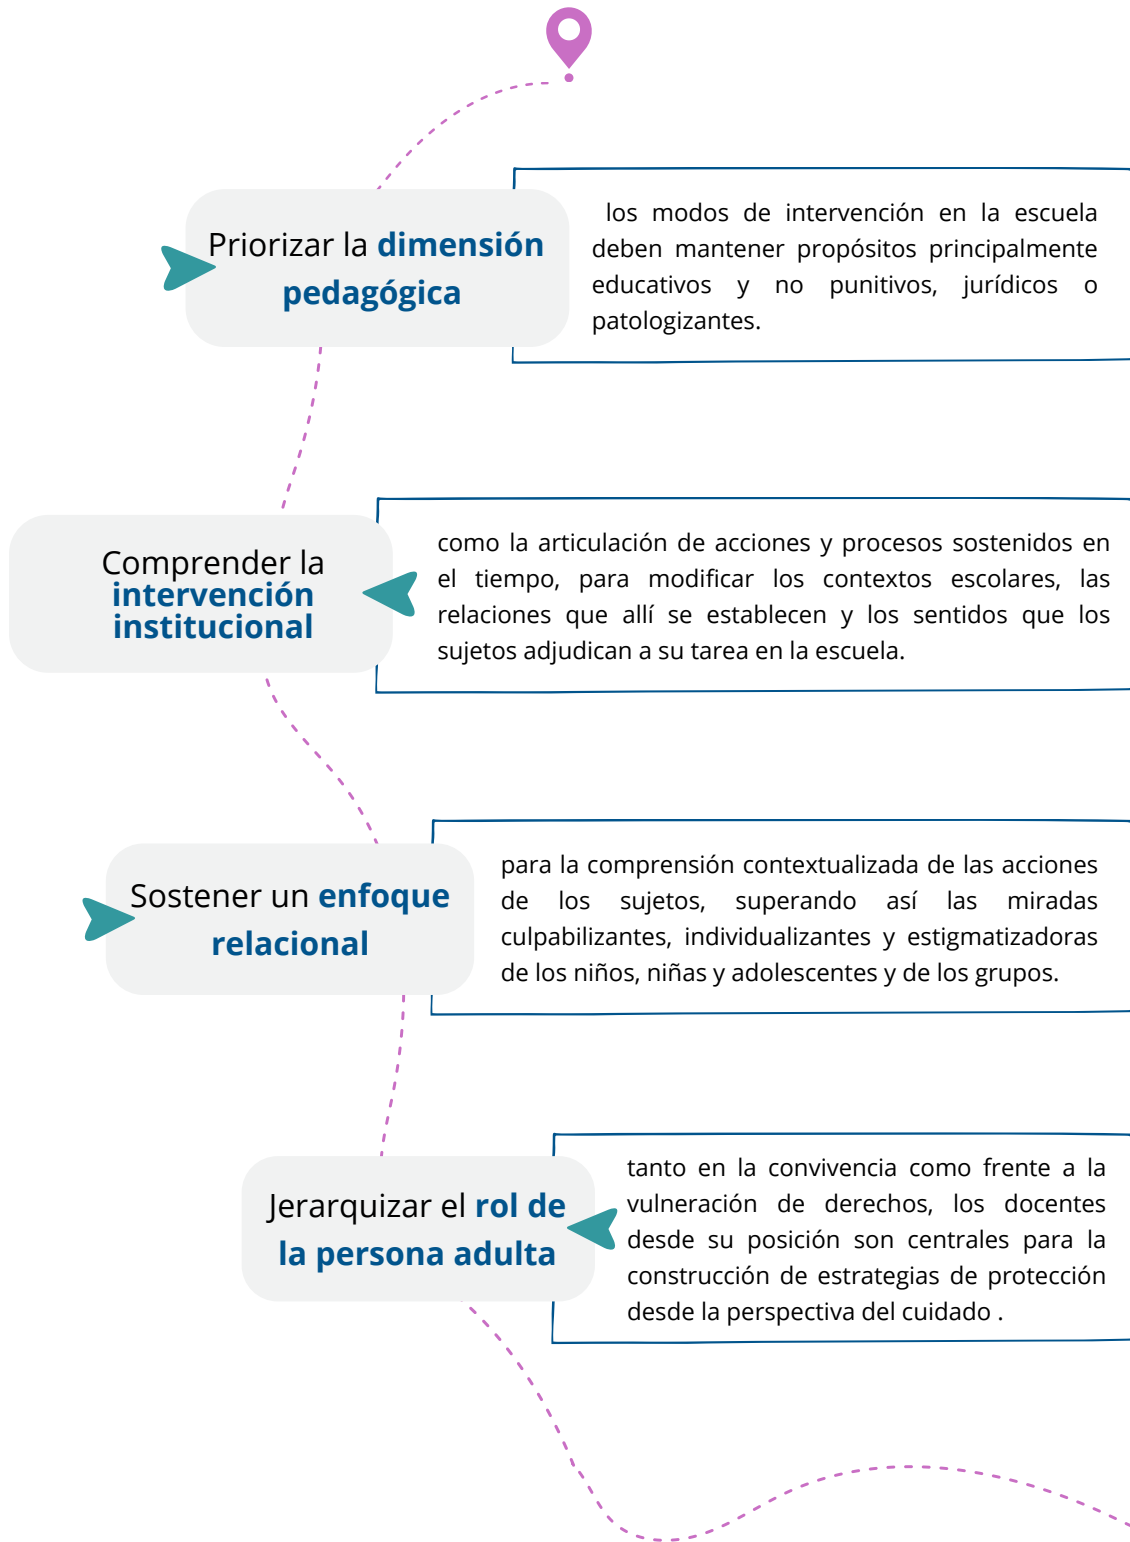 Priorizar la dimensión
pedagógica
los modos de intervención en la escuela
deben mantener propósitos principalmente
educativos y no punitivos, jurídicos o
patologizantes.
Comprender la
intervención
institucional
como la articulación de acciones y procesos sostenidos en
el tiempo, para modificar los contextos escolares, las
relaciones que allí se establecen y los sentidos que los
sujetos adjudican a su tarea en la escuela.
Sostener un enfoque
relacional
para la comprensión contextualizada de las acciones
de los sujetos, superando así las miradas
culpabilizantes, individualizantes y estigmatizadoras
de los niños, niñas y adolescentes y de los grupos.
Jerarquizar el rol de
la persona adulta
tanto en la convivencia como frente a la
vulneración de derechos, los docentes
desde su posición son centrales para la
construcción de estrategias de protección
desde la perspectiva del cuidado .